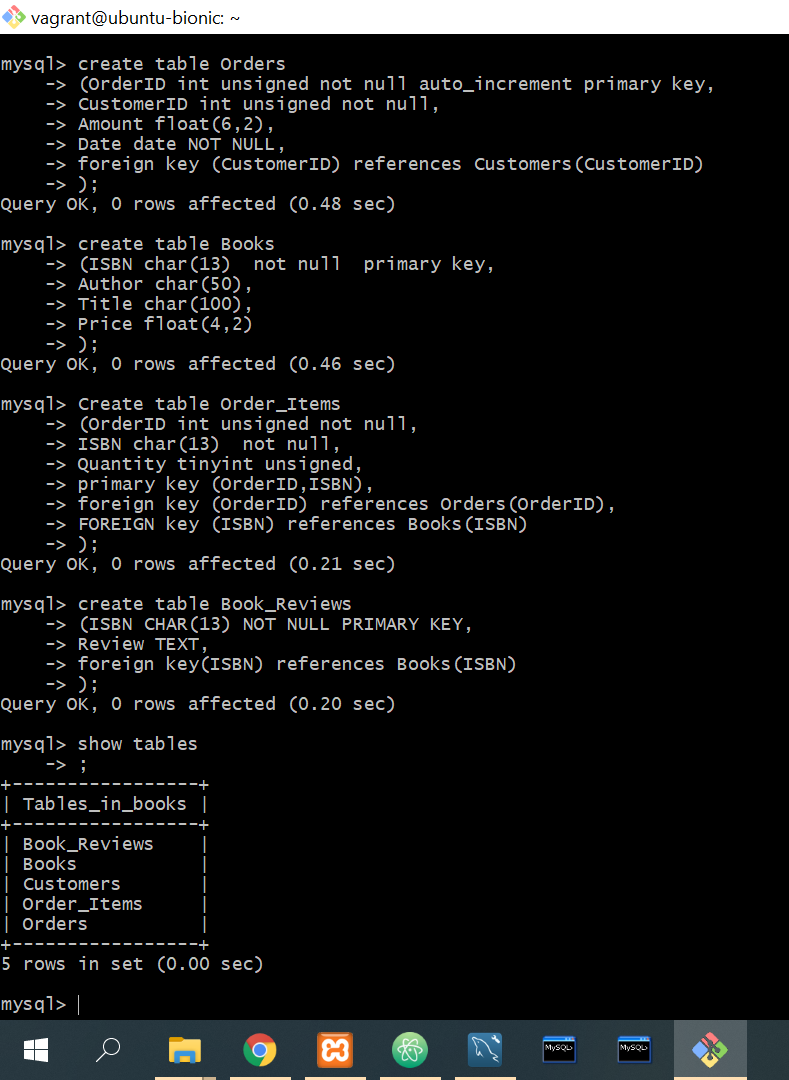 vagrant@ubuntu-bionic: ~
mysql> create table Orders
    -> (OrderID int unsigned not null auto_increment primary key,
    -> CustomerID int unsigned not null,
    -> Amount float(6,2),
    -> Date date NOT NULL,
    -> foreign key (CustomerID) references Customers(CustomerID)
    -> );
Query OK, 0 rows affected (0.48 sec)
mysql> create table Books
    -> (ISBN char(13)  not null  primary key,
    -> Author char(50),
    -> Title char(100),
    -> Price float(4,2)
    -> );
Query OK, 0 rows affected (0.46 sec)
mysql> Create table Order_Items
    -> (OrderID int unsigned not null,
    -> ISBN char(13)  not null,
    -> Quantity tinyint unsigned,
    -> primary key (OrderID,ISBN),
    -> foreign key (OrderID) references Orders(OrderID),
    -> FOREIGN key (ISBN) references Books(ISBN)
    -> );
Query OK, 0 rows affected (0.21 sec)
mysql> create table Book_Reviews
    -> (ISBN CHAR(13) NOT NULL PRIMARY KEY,
    -> Review TEXT,
    -> foreign key(ISBN) references Books(ISBN)
    -> );
Query OK, 0 rows affected (0.20 sec)
mysql> show tables
    -> ;
+-----------------+
| Tables_in_books |
+-----------------+
| Book_Reviews    |
| Books           |
| Customers       |
| Order_Items     |
| Orders          |
+-----------------+
5 rows in set (0.00 sec)
mysql>
MySQL> MySQL>